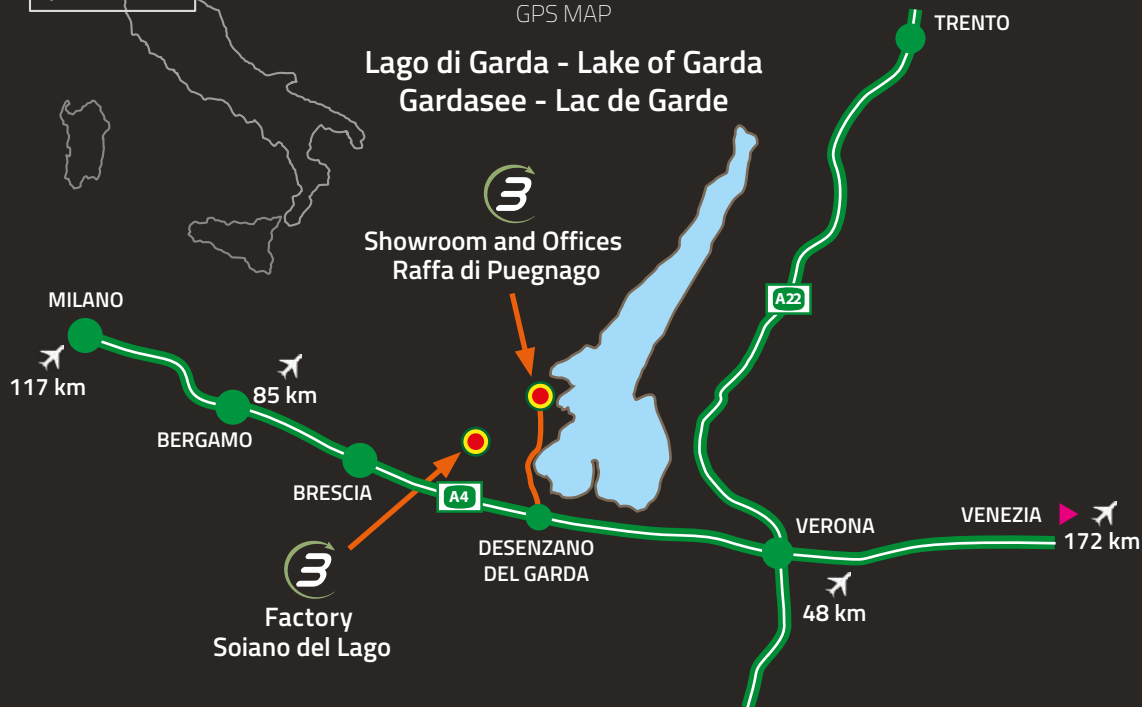 GPS MAP
TRENTO
Lago di Garda - Lake of Garda
Gardasee - Lac de Garde
3
Showroom and Offices
Raffa di Puegnago
MILANO
A22
117 km
85 km
BERGAMO
BRESCIA
A4
VENEZIA
VERONA
172 km
DESENZANO
DEL GARDA
3
48 km
Factory
Soiano del Lago